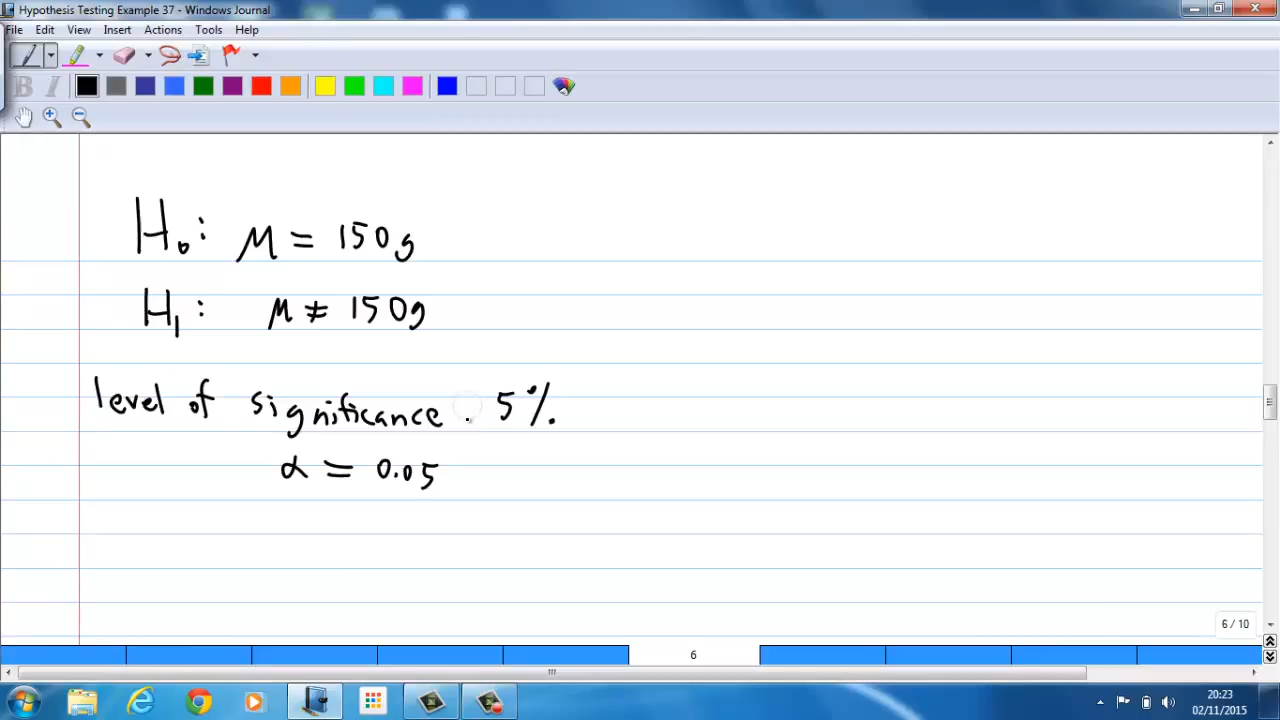 Hypothesis Testing Example 37 - Windows Journal
File Edit View Insert Actions Tools Help
B I
H₀: μ = 150g
H₁: μ ≠ 150g
level of significance . 5%
α = 0.05
6 / 10
6
20:23
02/11/2015